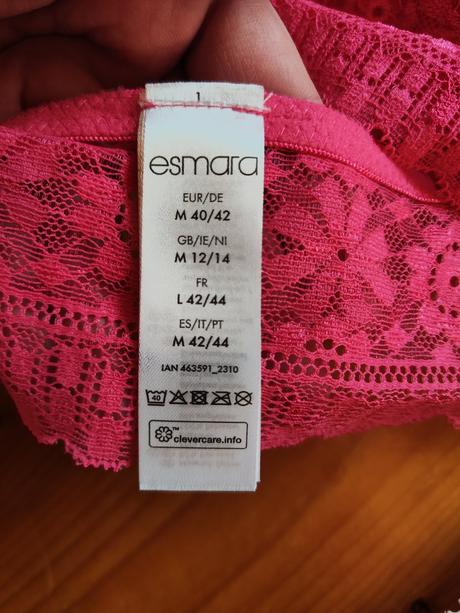 1
esmara
EUR/DE
M 40/42
GB/IE/NI
M 12/14
FR
L 42/44
ES/IT/PT
M 42/44
IAN 463591_2310
40
™
clevercare.info